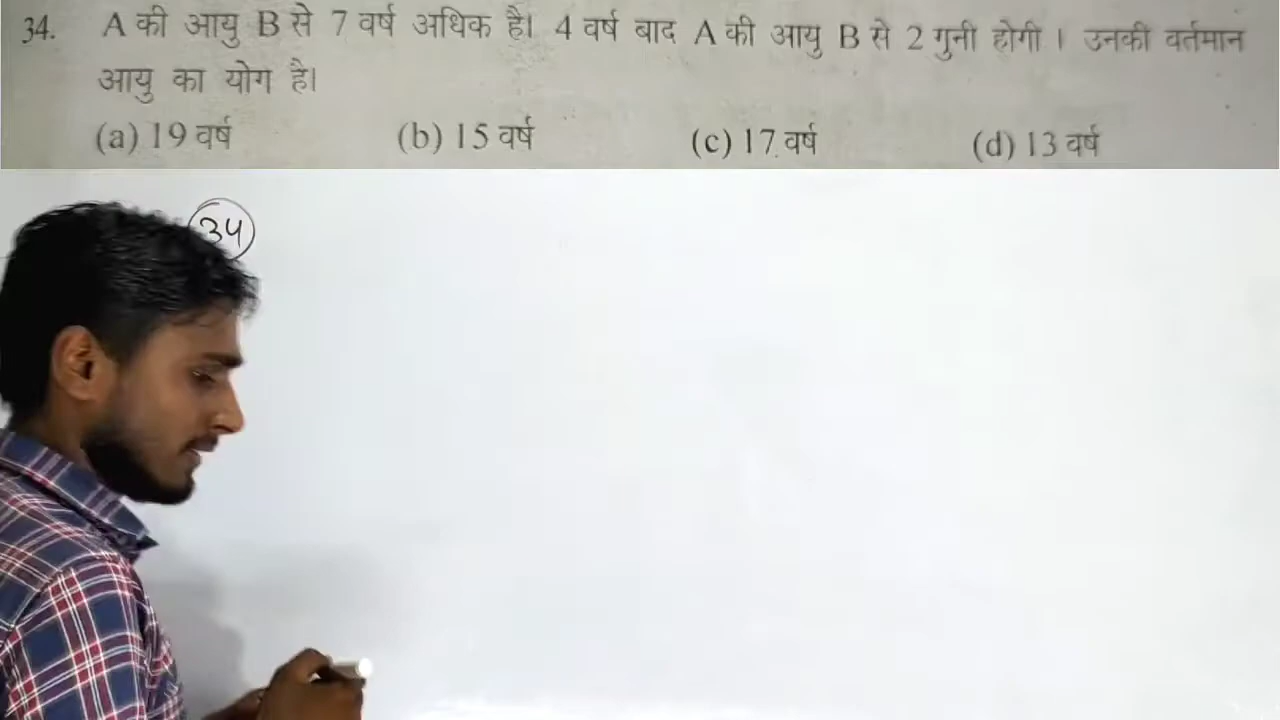 34. A की आयु B से 7 वर्ष अधिक है। 4 वर्ष बाद A की आयु B से 2 गुनी होगी । उनकी वर्तमान
आयु का योग है।
(a) 19 वर्ष (b) 15 वर्ष (c) 17 वर्ष (d) 13 वर्ष
34